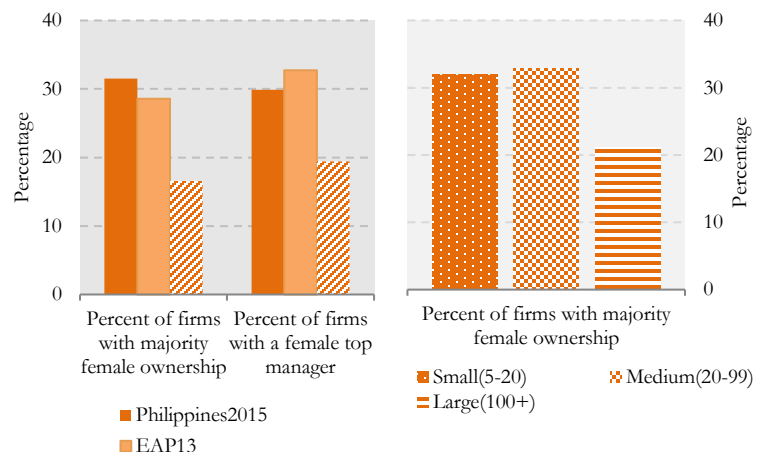 40
30
20
10
0
Percentage
Percent of firms
with majority
female ownership
Percent of firms
with a female top
manager
Philippines2015
EAP13
40
30
20
10
0
Percentage
Percent of firms with majority
female ownership
Small(5-20)
Medium(20-99)
Large(100+)